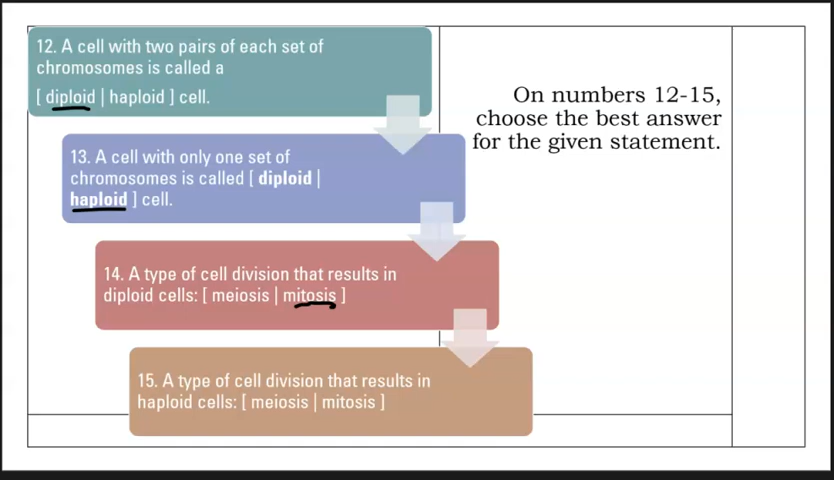 12. A cell with two pairs of each set of
chromosomes is called a
[ diploid | haploid ] cell.
13. A cell with only one set of
chromosomes is called [ diploid |
haploid ] cell.
14. A type of cell division that results in
diploid cells: [ meiosis | mitosis ]
15. A type of cell division that results in
haploid cells: [ meiosis | mitosis ]
On numbers 12-15,
choose the best answer
for the given statement.